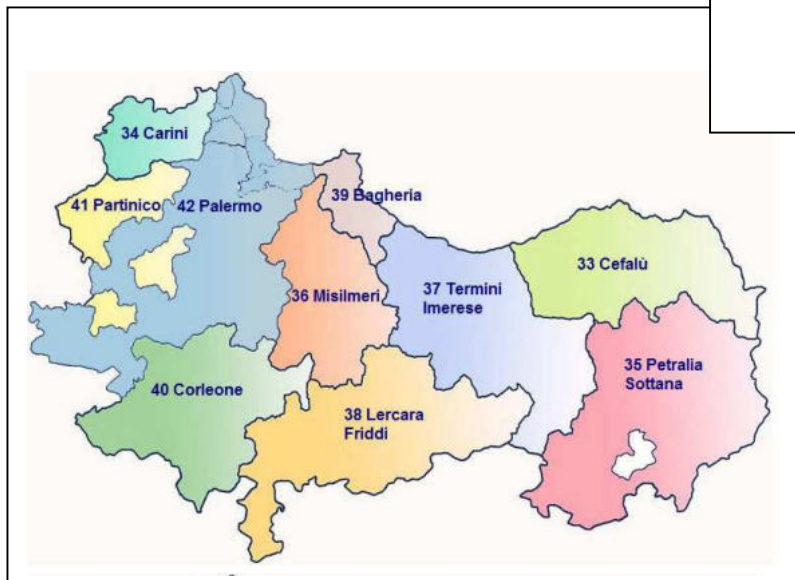 34 Carini
39 Bagheria
41 Partinico
42 Palermo
33 Cefalù
36 Misilmeri
37 Termini
Imerese
35 Petralia
Sottana
40 Corleone
38 Lercara
Friddi